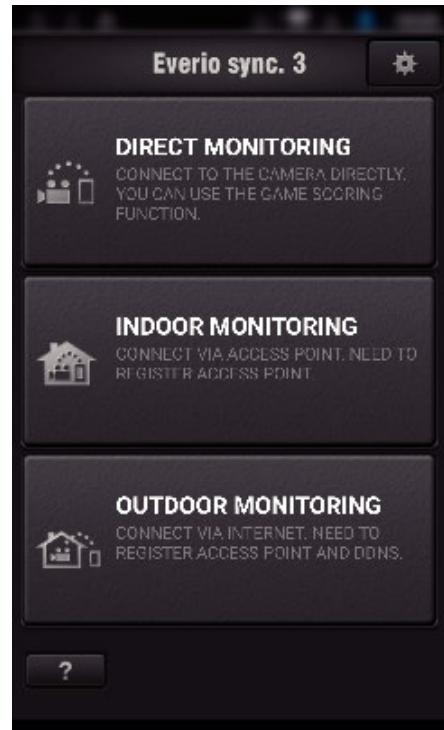 Everio sync. 3
DIRECT MONITORING
CONNECT TO THE CAMERA DIRECTLY.
YOU CAN USE THE GAME SCORING
FUNCTION.
INDOOR MONITORING
CONNECT VIA ACCESS POINT. NEED TO
REGISTER ACCESS POINT.
OUTDOOR MONITORING
CONNECT VIA INTERNET. NEED TO
REGISTER ACCESS POINT AND DDNS.
?